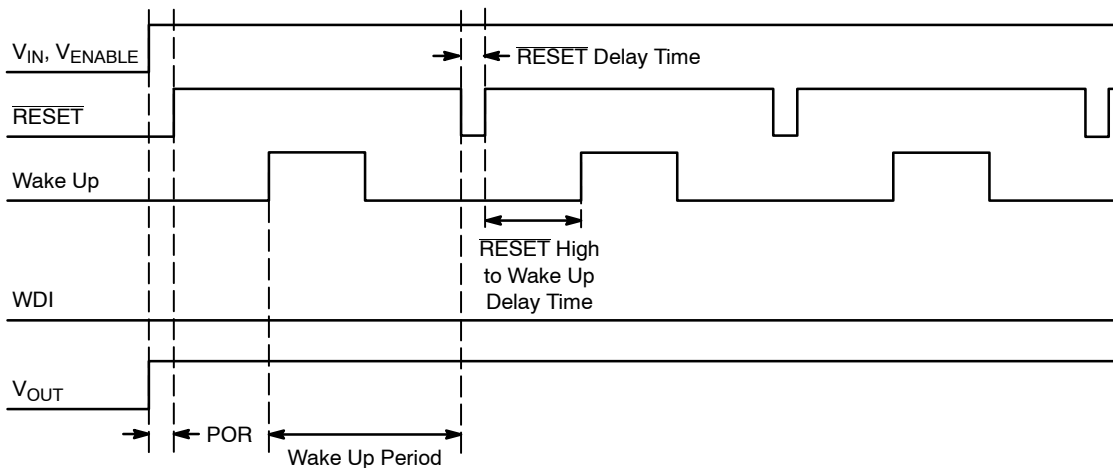 V_IN, V_ENABLE
RESET Delay Time
RESET
Wake Up
RESET High
to Wake Up
Delay Time
WDI
V_OUT
POR
Wake Up Period